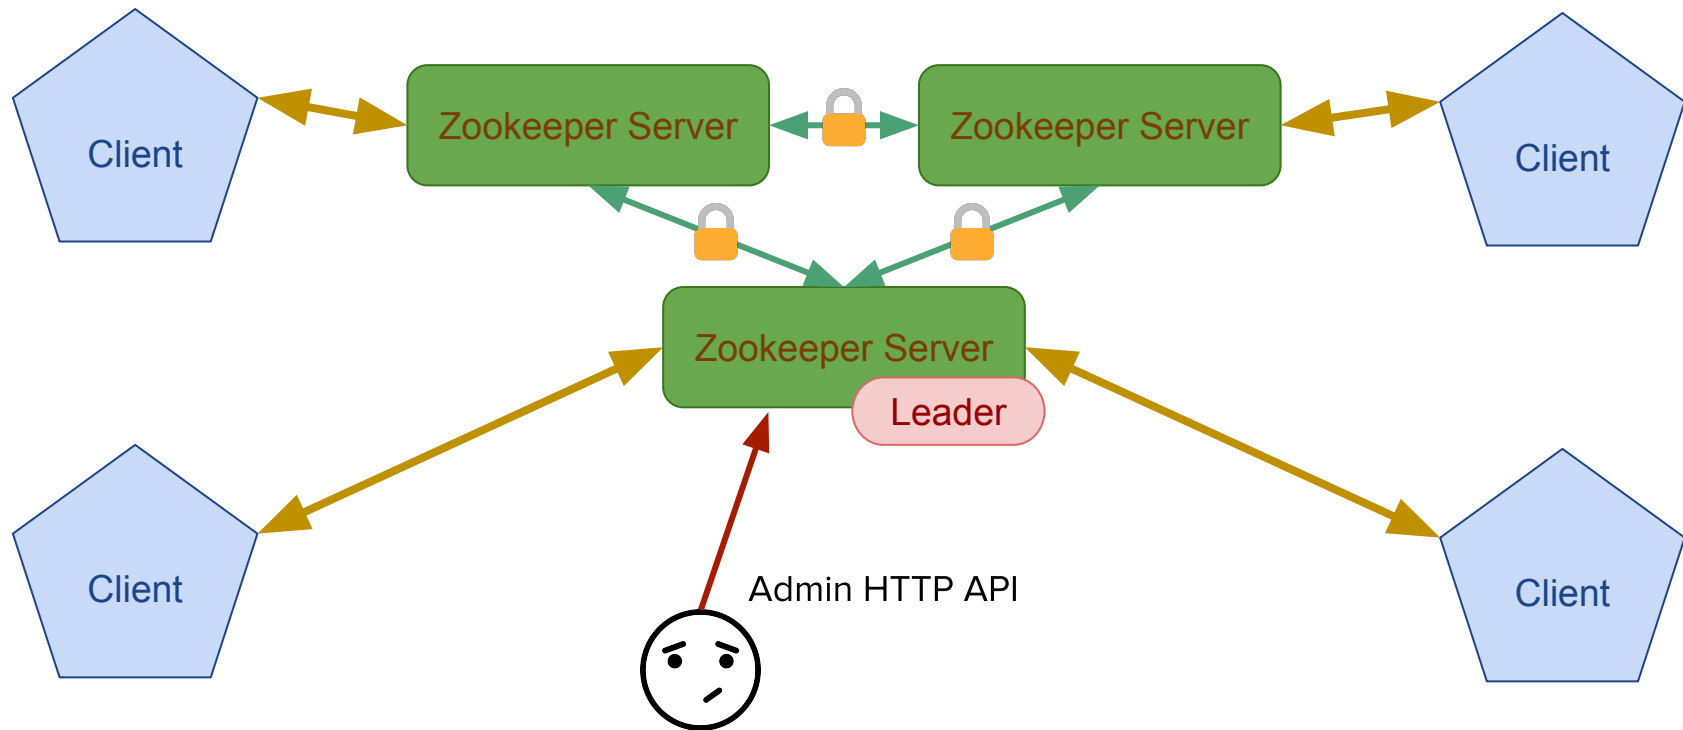 Client
Zookeeper Server
Zookeeper Server
Client
Zookeeper Server
Leader
Client
Admin HTTP API
Client